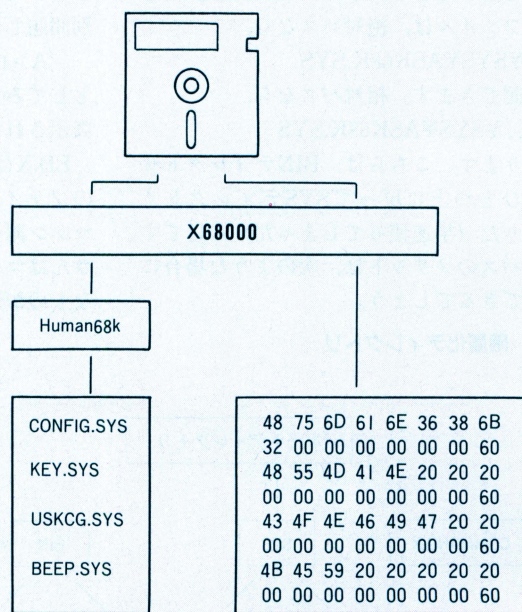 X68000
Human68k
CONFIG.SYS
KEY.SYS
USKCG.SYS
BEEP.SYS
48 75 6D 61 6E 36 38 6B
32 00 00 00 00 00 00 60
48 55 4D 41 4E 20 20 20
00 00 00 00 00 00 00 60
43 4F 4E 46 49 47 20 20
00 00 00 00 00 00 00 60
4B 45 59 20 20 20 20 20
00 00 00 00 00 00 00 60